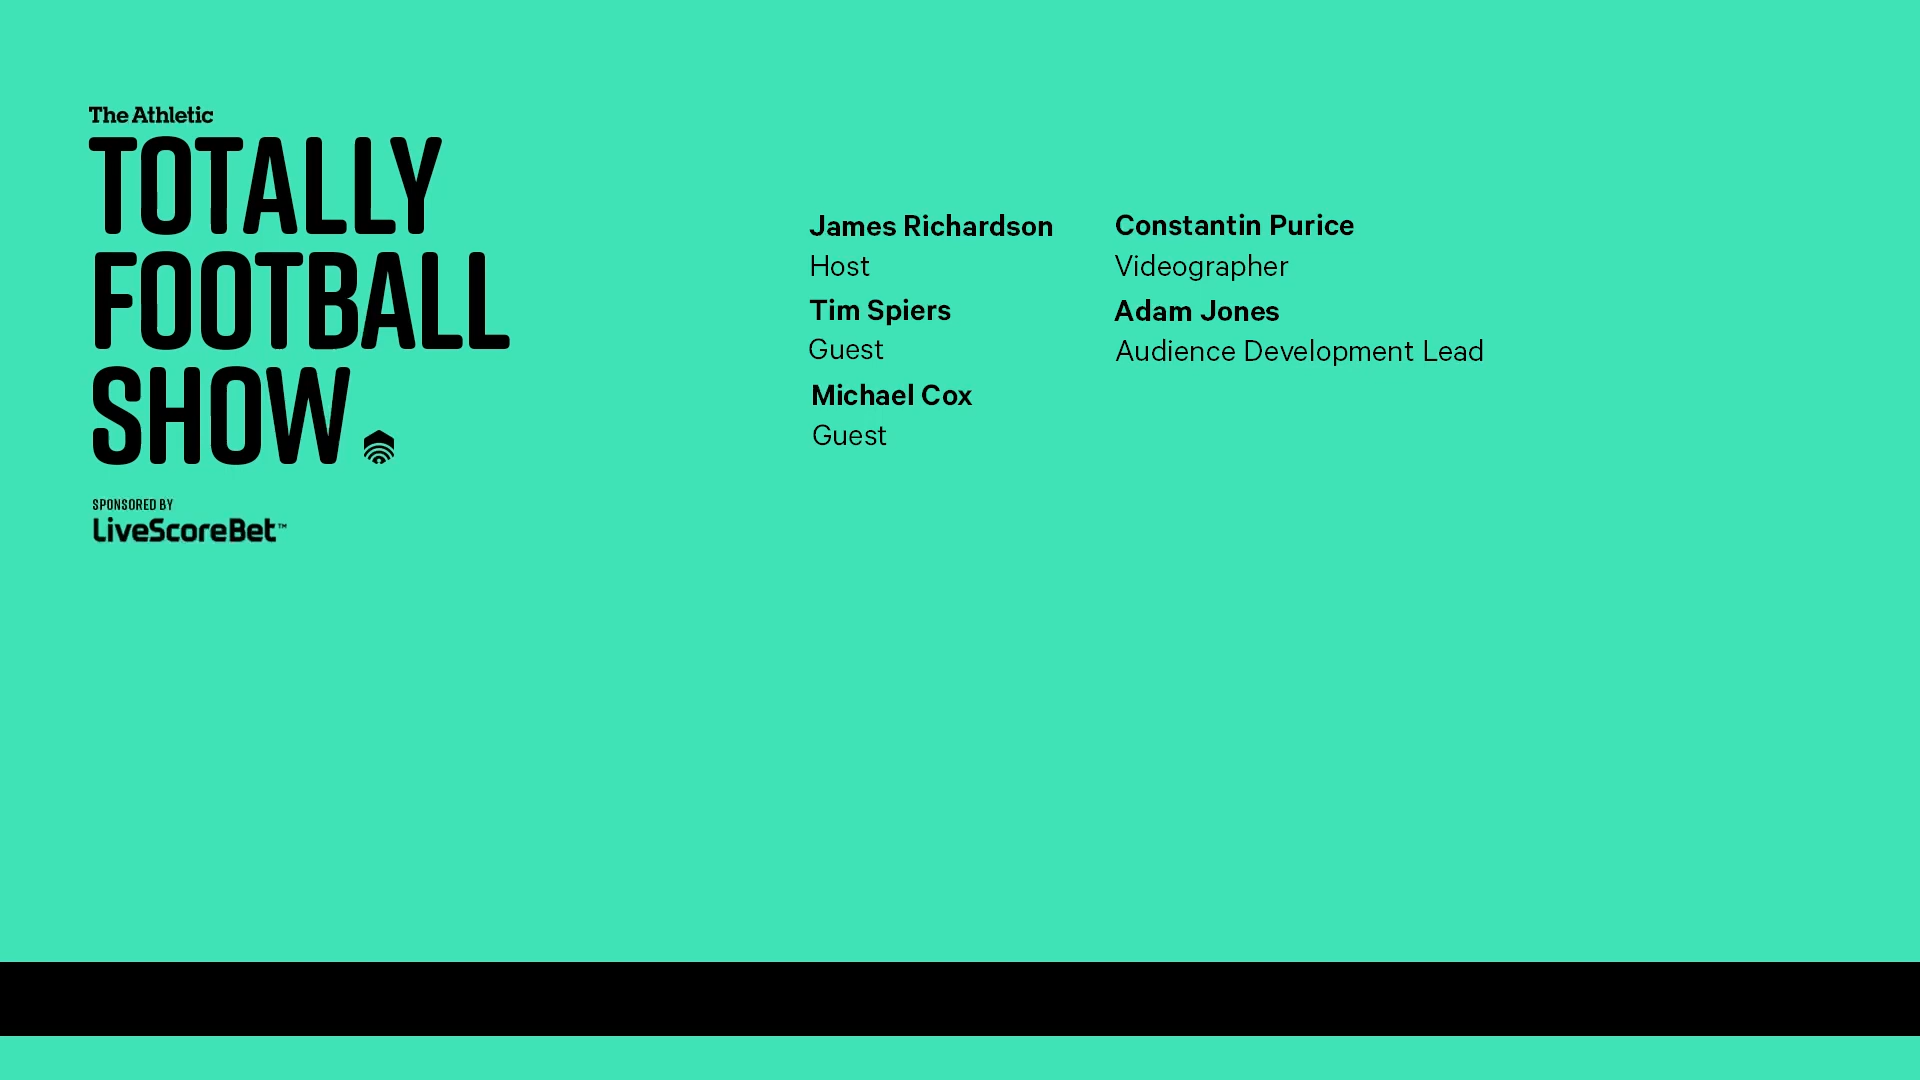 The Athletic
TOTALLY
FOOTBALL
SHOW
SPONSORED BY
LiveScoreBet™
James Richardson
Host
Tim Spiers
Guest
Michael Cox
Guest
Constantin Purice
Videographer
Adam Jones
Audience Development Lead